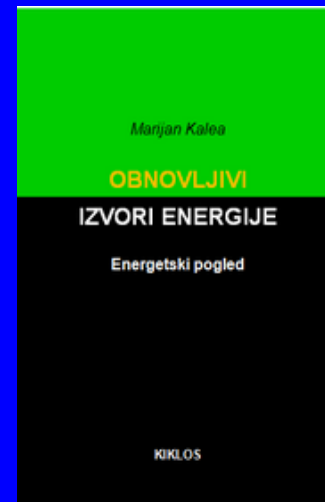 Marijan Kalea
OBNOVLJIVI
IZVORI ENERGIJE
Energetski pogled
KIKLOS